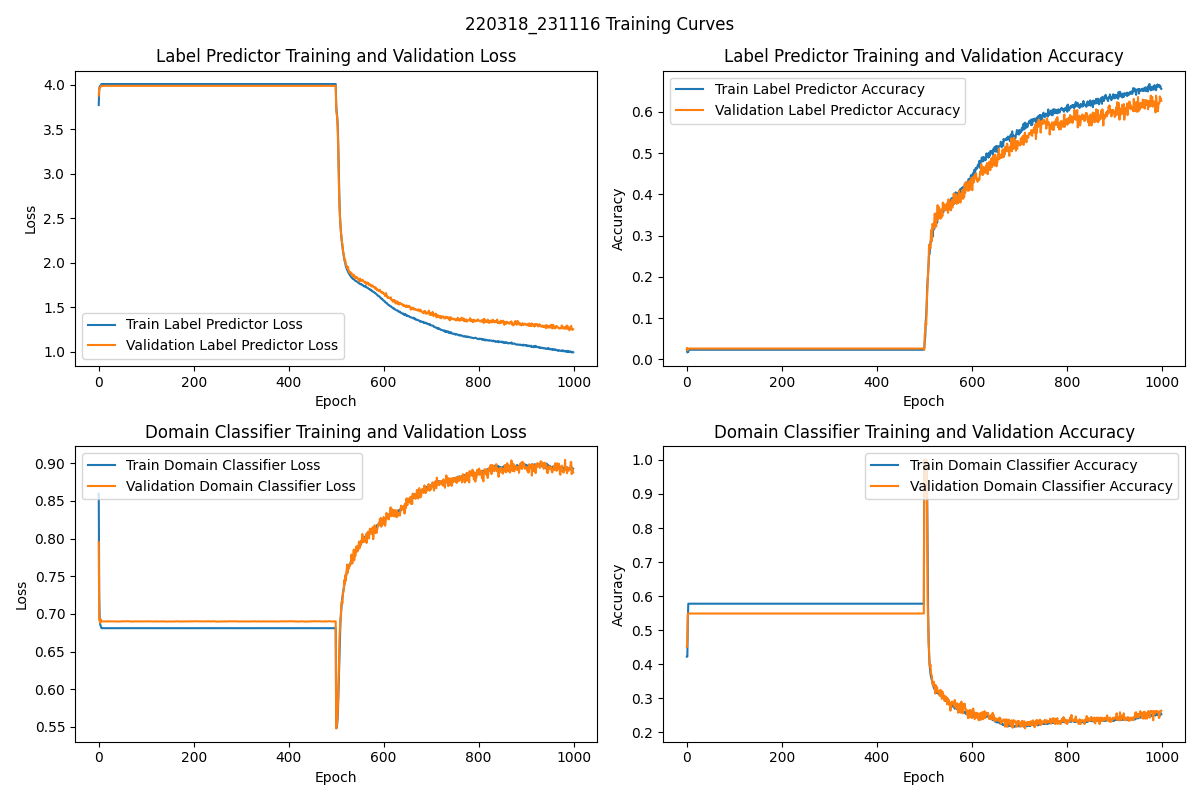 220318_231116 Training Curves
Label Predictor Training and Validation Loss
4.0
3.5
3.0
2.5
2.0
1.5
1.0
Loss
Train Label Predictor Loss
Validation Label Predictor Loss
0 200 400 600 800 1000
Epoch
Label Predictor Training and Validation Accuracy
0.6
0.5
0.4
0.3
0.2
0.1
0.0
Accuracy
Train Label Predictor Accuracy
Validation Label Predictor Accuracy
0 200 400 600 800 1000
Epoch
Domain Classifier Training and Validation Loss
0.90
0.85
0.80
0.75
0.70
0.65
0.60
0.55
Loss
Train Domain Classifier Loss
Validation Domain Classifier Loss
0 200 400 600 800 1000
Epoch
Domain Classifier Training and Validation Accuracy
1.0
0.9
0.8
0.7
0.6
0.5
0.4
0.3
0.2
Accuracy
Train Domain Classifier Accuracy
Validation Domain Classifier Accuracy
0 200 400 600 800 1000
Epoch